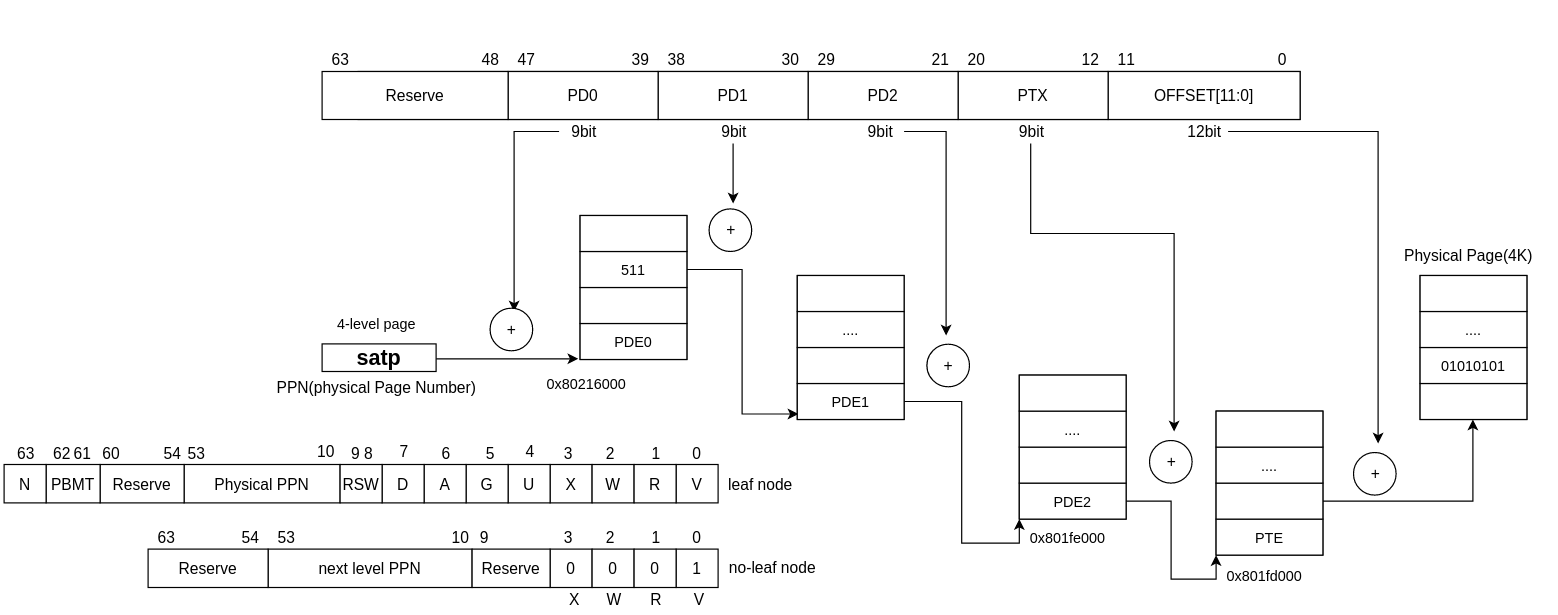 63 48 47 39 38 30 29 21 20 12 11 0
Reserve PD0 PD1 PD2 PTX OFFSET[11:0]
9bit 9bit 9bit 9bit 12bit
+
511
PDE0
0x80216000
+
4-level page
satp
PPN(physical Page Number)
....
PDE1
+
....
PDE2
0x801fe000
+
....
PTE
0x801fd000
+
Physical Page(4K)
....
01010101
+
63 62 61 60 54 53 10 9 8 7 6 5 4 3 2 1 0
N PBMT Reserve Physical PPN RSW D A G U X W R V leaf node
63 54 53 10 9 3 2 1 0
Reserve next level PPN Reserve 0 0 0 1 no-leaf node
X W R V